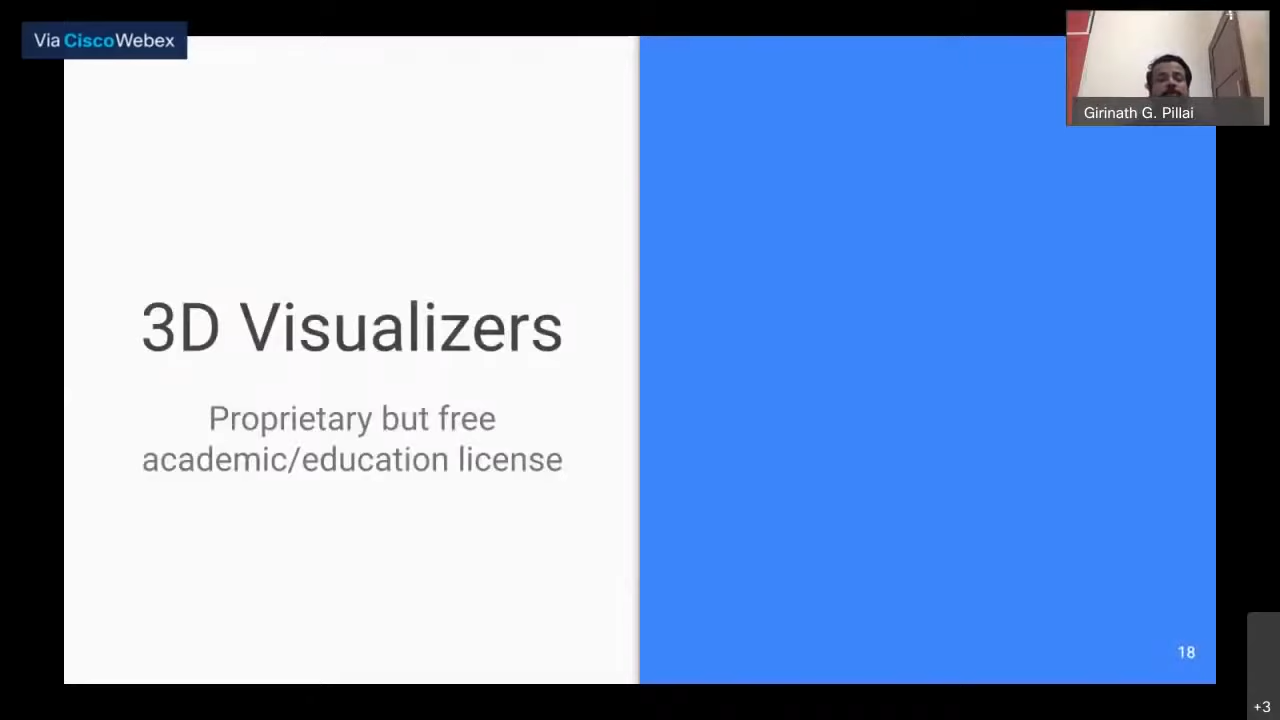 Via CiscoWebex
Girinath G. Pillai
3D Visualizers
Proprietary but free
academic/education license
18
+3